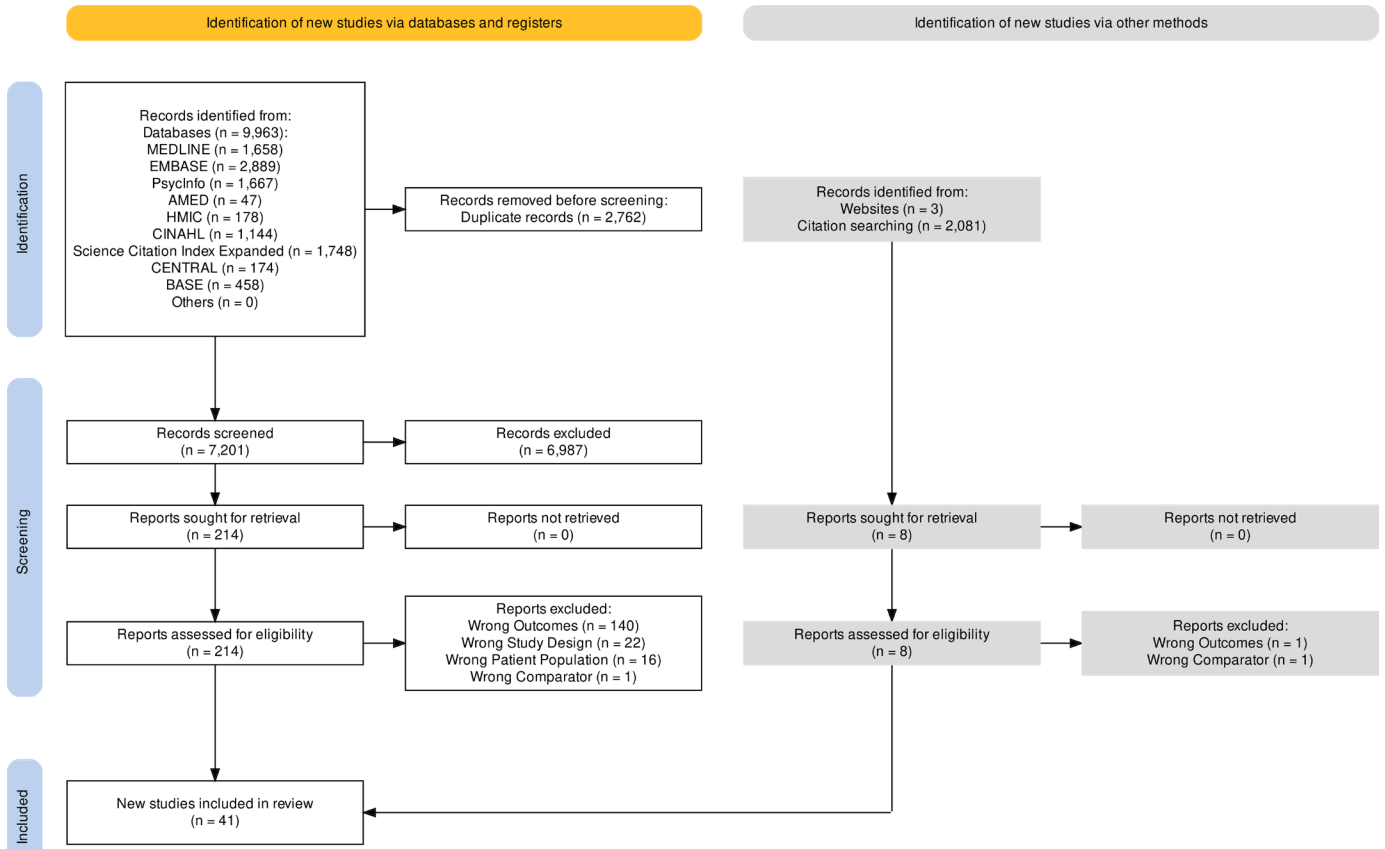 Identification of new studies via databases and registers
Identification of new studies via other methods
Identification
Records identified from:
Databases (n = 9,963):
MEDLINE (n = 1,658)
EMBASE (n = 2,889)
PsycInfo (n = 1,667)
AMED (n = 47)
HMIC (n = 178)
CINAHL (n = 1,144)
Science Citation Index Expanded (n = 1,748)
CENTRAL (n = 174)
BASE (n = 458)
Others (n = 0)
Records removed before screening:
Duplicate records (n = 2,762)
Records identified from:
Websites (n = 3)
Citation searching (n = 2,081)
Screening
Records screened
(n = 7,201)
Records excluded
(n = 6,987)
Reports sought for retrieval
(n = 214)
Reports not retrieved
(n = 0)
Reports sought for retrieval
(n = 8)
Reports not retrieved
(n = 0)
Reports assessed for eligibility
(n = 214)
Reports excluded:
Wrong Outcomes (n = 140)
Wrong Study Design (n = 22)
Wrong Patient Population (n = 16)
Wrong Comparator (n = 1)
Reports assessed for eligibility
(n = 8)
Reports excluded:
Wrong Outcomes (n = 1)
Wrong Comparator (n = 1)
Included
New studies included in review
(n = 41)